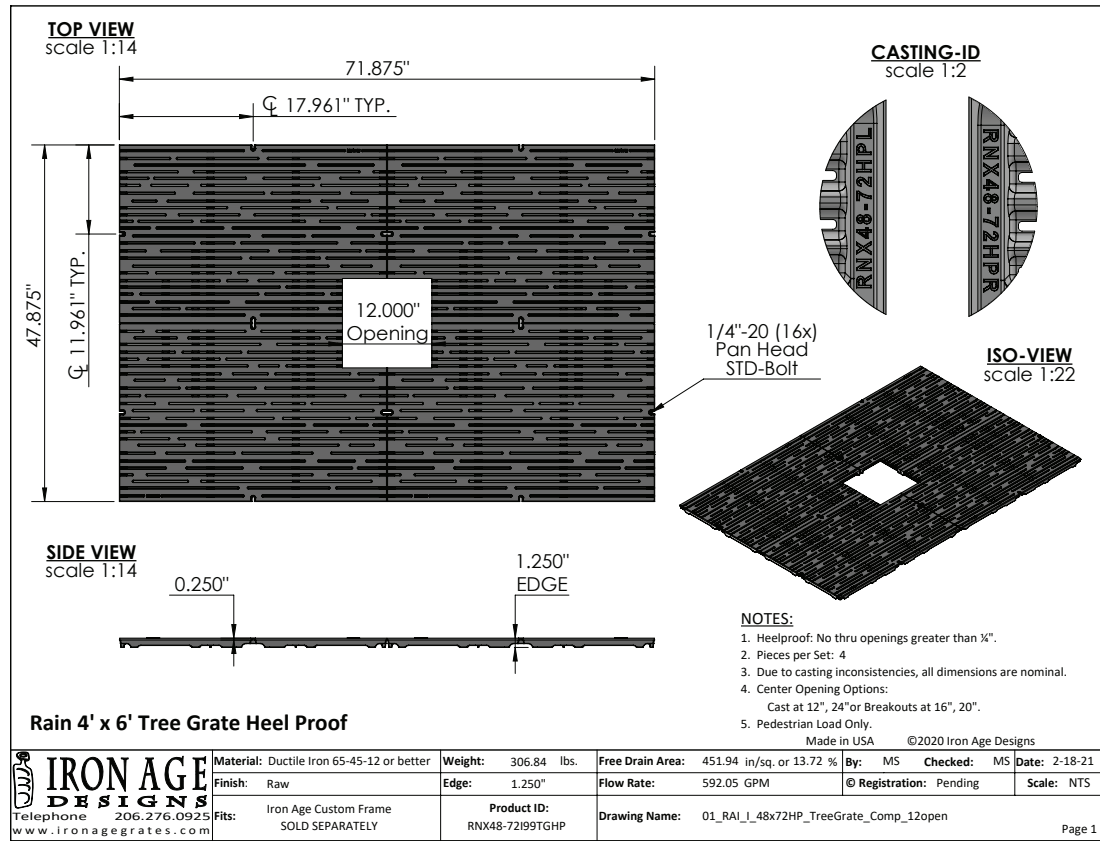 TOP VIEW
scale 1:14
71.875"
℄ 17.961" TYP.
47.875"
℄ 11.961" TYP.
12.000"
Opening
1/4"-20 (16x)
Pan Head
STD-Bolt
CASTING-ID
scale 1:2
RNX48-72HPL
RNX48-72HPR
ISO-VIEW
scale 1:22
SIDE VIEW
scale 1:14
0.250"
1.250"
EDGE
NOTES:
1. Heelproof: No thru openings greater than ¼".
2. Pieces per Set: 4
3. Due to casting inconsistencies, all dimensions are nominal.
4. Center Opening Options:
Cast at 12", 24"or Breakouts at 16", 20".
5. Pedestrian Load Only.
Made in USA ©2020 Iron Age Designs
Rain 4' x 6' Tree Grate Heel Proof
IRON AGE
DESIGNS
Telephone 206.276.0925
www.ironagegrates.com
Material: Ductile Iron 65-45-12 or better
Finish: Raw
Fits: Iron Age Custom Frame
SOLD SEPARATELY
Weight: 306.84 lbs.
Edge: 1.250"
Product ID:
RNX48-72I99TGHP
Free Drain Area: 451.94 in/sq. or 13.72 %
Flow Rate: 592.05 GPM
Drawing Name: 01_RAI_I_48x72HP_TreeGrate_Comp_12open
By: MS Checked: MS Date: 2-18-21
© Registration: Pending Scale: NTS
Page 1